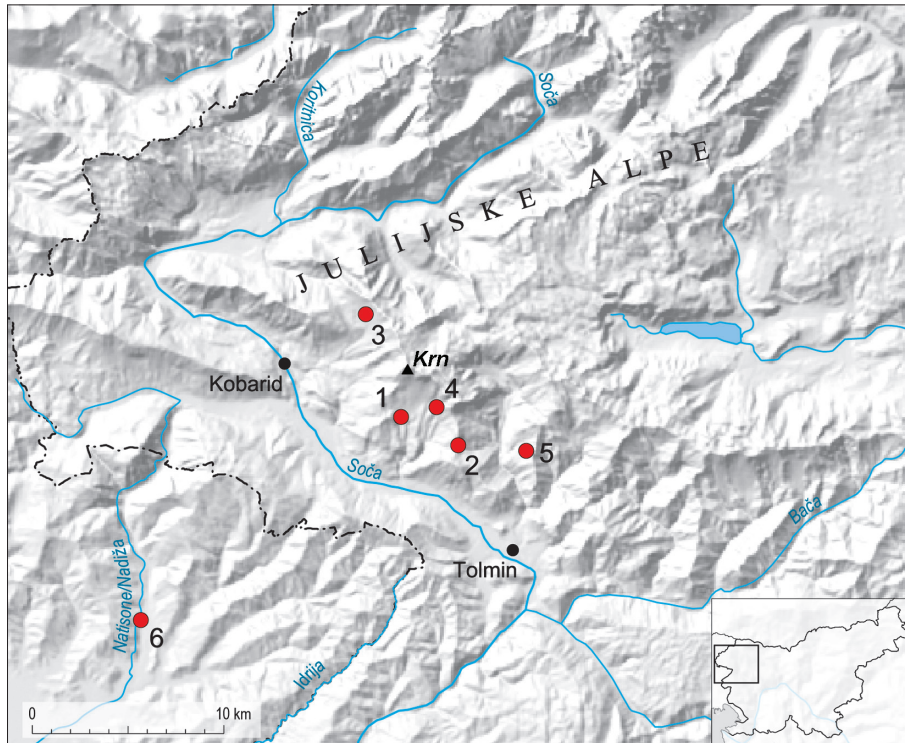 Koritnica
Soča
JULIJSKE ALPE
3
Krn
Kobarid
1
4
2
5
Soča
Bača
Tolmin
Natisone/Nadiža
6
Idrija
0 10 km